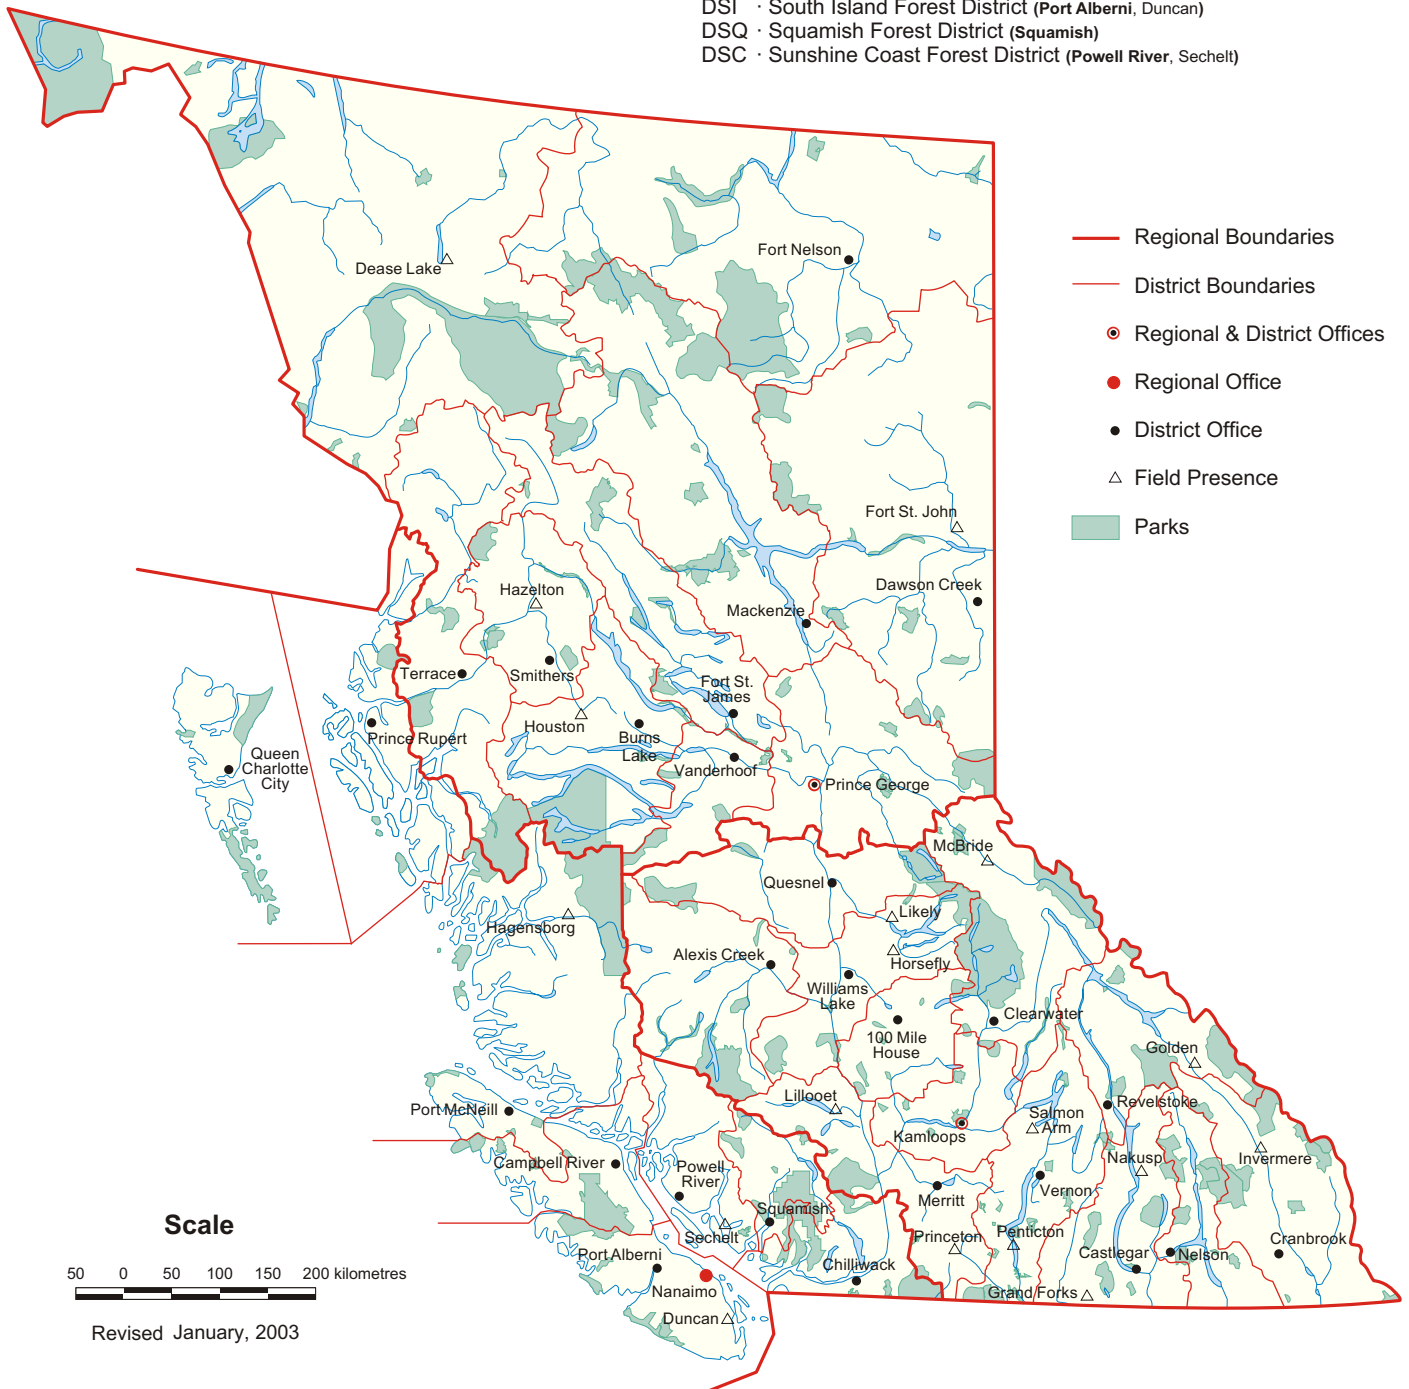 DSI · South Island Forest District (Port Alberni, Duncan)
DSQ · Squamish Forest District (Squamish)
DSC · Sunshine Coast Forest District (Powell River, Sechelt)
Regional Boundaries
District Boundaries
Regional & District Offices
Regional Office
District Office
Field Presence
Parks
Dease Lake
Fort Nelson
Fort St. John
Dawson Creek
Mackenzie
Hazelton
Terrace
Smithers
Fort St.
James
Houston
Burns
Lake
Prince Rupert
Queen
Charlotte
City
Vanderhoof
Prince George
McBride
Quesnel
Likely
Hagensborg
Alexis Creek
Horsefly
Williams
Lake
Clearwater
100 Mile
House
Golden
Lillooet
Port McNeill
Revelstoke
Salmon
Arm
Kamloops
Campbell River
Powell
River
Nakusp
Invermere
Merritt
Vernon
Squamish
Sechelt
Princeton
Penticton
Cranbrook
Port Alberni
Chilliwack
Castlegar
Nelson
Nanaimo
Grand Forks
Duncan
Scale
50 0 50 100 150 200 kilometres
Revised January, 2003